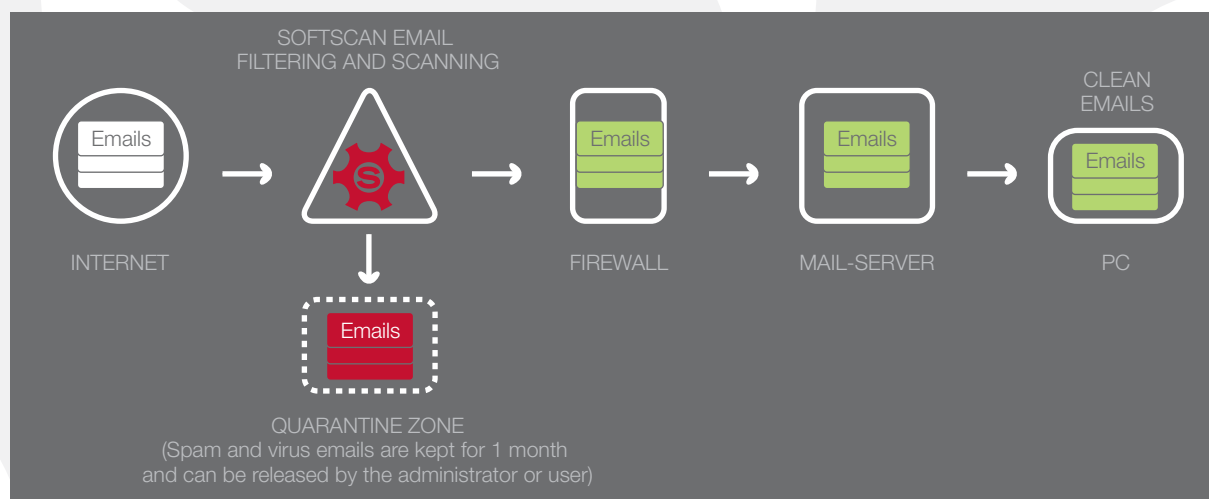 SOFTSCAN EMAIL
FILTERING AND SCANNING
CLEAN
EMAILS
Emails
S
Emails
Emails
Emails
INTERNET
FIREWALL
MAIL-SERVER
PC
Emails
QUARANTINE ZONE
(Spam and virus emails are kept for 1 month
and can be released by the administrator or user)